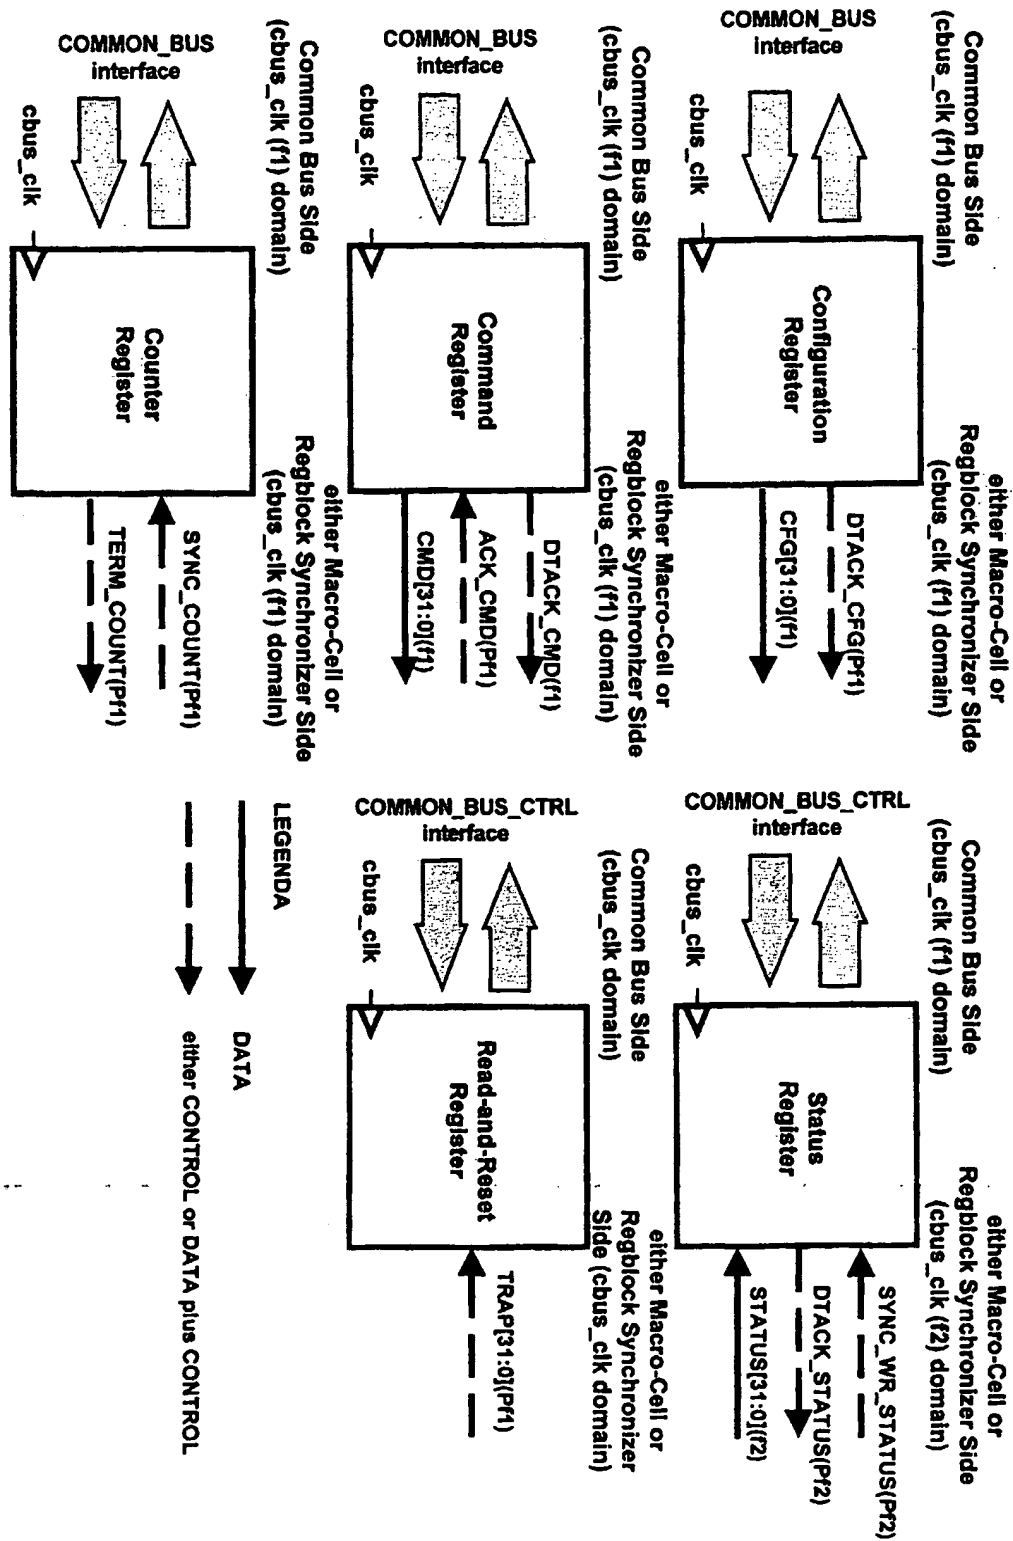 COMMON_BUS
interface
Common Bus Side
(cbus_clk (f1) domain)
cbus_clk
Configuration
Register
either Macro-Cell or
Regblock Synchronizer Side
(cbus_clk (f1) domain)
DTACK_CFG(Pf1)
CFG[31:0](f1)
COMMON_BUS_CTRL
interface
Common Bus Side
(cbus_clk (f1) domain)
cbus_clk
Status
Register
either Macro-Cell or
Regblock Synchronizer Side
(cbus_clk (f2) domain)
SYNC_WR_STATUS(Pf2)
DTACK_STATUS(Pf2)
STATUS[31:0](f2)
COMMON_BUS
interface
Common Bus Side
(cbus_clk (f1) domain)
cbus_clk
Command
Register
either Macro-Cell or
Regblock Synchronizer Side
(cbus_clk (f1) domain)
DTACK_CMD(f1)
ACK_CMD(Pf1)
CMD[31:0](f1)
COMMON_BUS_CTRL
interface
Common Bus Side
(cbus_clk domain)
cbus_clk
Read-and-Reset
Register
either Macro-Cell or
Regblock Synchronizer
Side (cbus_clk domain)
TRAP[31:0](Pf1)
COMMON_BUS
interface
Common Bus Side
(cbus_clk (f1) domain)
cbus_clk
Counter
Register
either Macro-Cell or
Regblock Synchronizer Side
(cbus_clk (f1) domain)
SYNC_COUNT(Pf1)
TERM_COUNT(Pf1)
LEGENDA
DATA
either CONTROL or DATA plus CONTROL